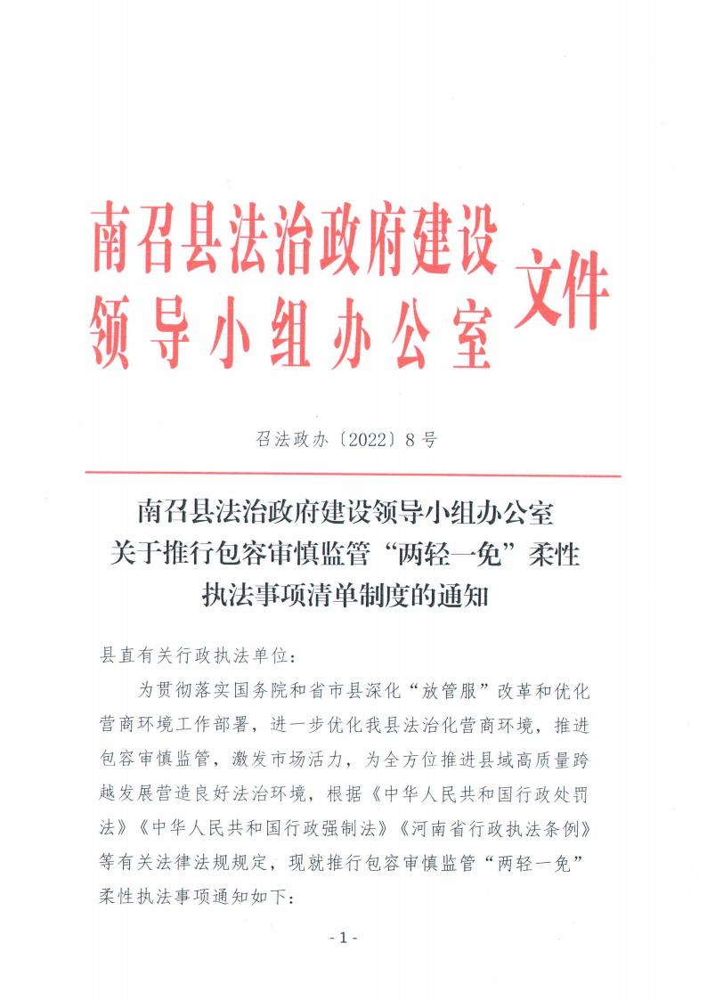 南召县法治政府建设
领导小组办公室
文件
召法政办〔2022〕8号
南召县法治政府建设领导小组办公室
关于推行包容审慎监管“两轻一免”柔性
执法事项清单制度的通知
县直有关行政执法单位：
为贯彻落实国务院和省市县深化“放管服”改革和优化
营商环境工作部署，进一步优化我县法治化营商环境，推进
包容审慎监管，激发市场活力，为全方位推进县域高质量跨
越发展营造良好法治环境，根据《中华人民共和国行政处罚
法》《中华人民共和国行政强制法》《河南省行政执法条例》
等有关法律法规规定，现就推行包容审慎监管“两轻一免”
柔性执法事项通知如下：
- 1 -